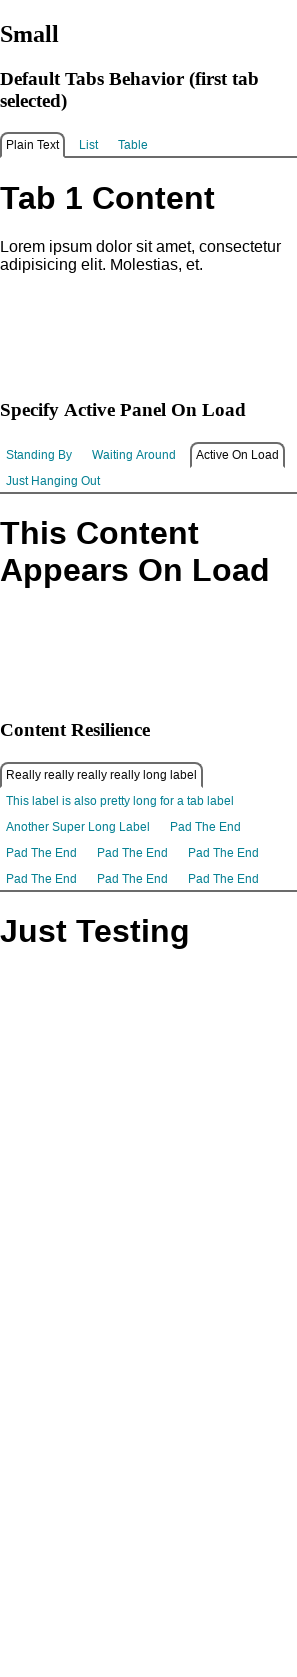 Small
Default Tabs Behavior (first tab
selected)
Plain Text List Table
Tab 1 Content
Lorem ipsum dolor sit amet, consectetur
adipisicing elit. Molestias, et.
Specify Active Panel On Load
Standing By Waiting Around Active On Load
Just Hanging Out
This Content
Appears On Load
Content Resilience
Really really really really long label
This label is also pretty long for a tab label
Another Super Long Label Pad The End
Pad The End Pad The End Pad The End
Pad The End Pad The End Pad The End
Just Testing